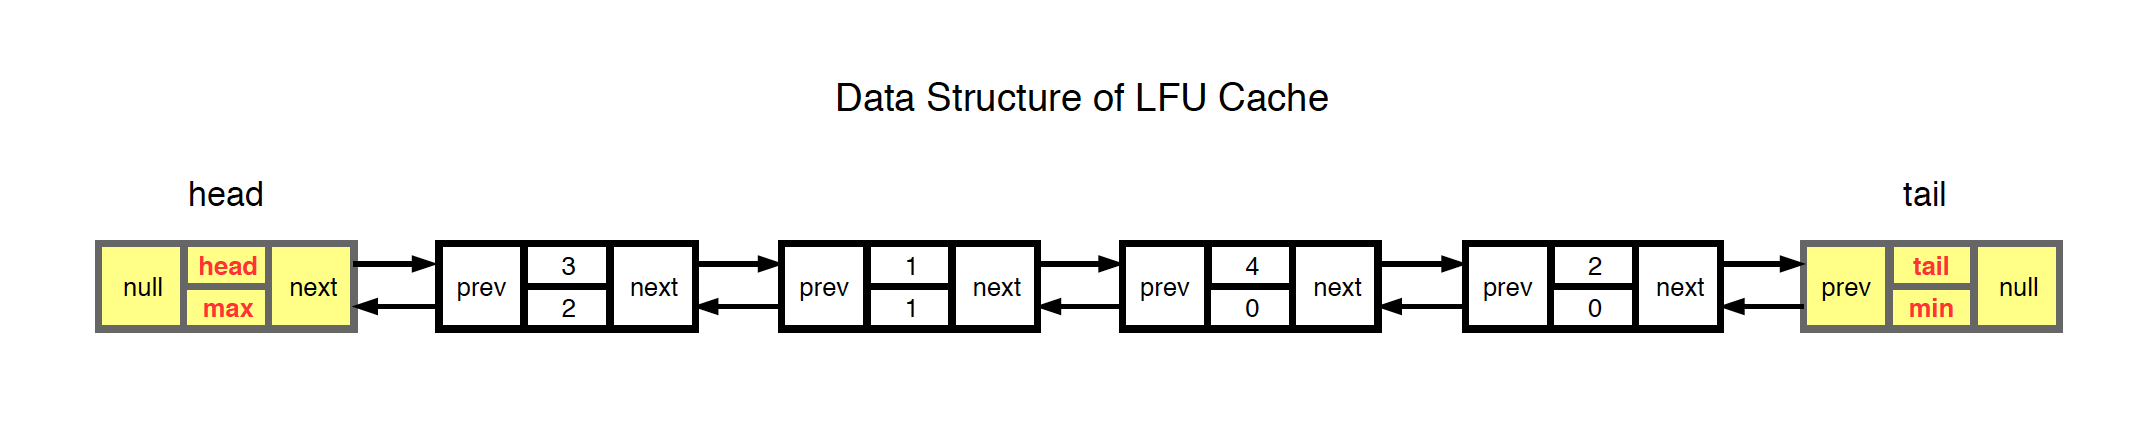 Data Structure of LFU Cache
head
tail
null head max next
prev 3 2 next
prev 1 1 next
prev 4 0 next
prev 2 0 next
prev tail min null